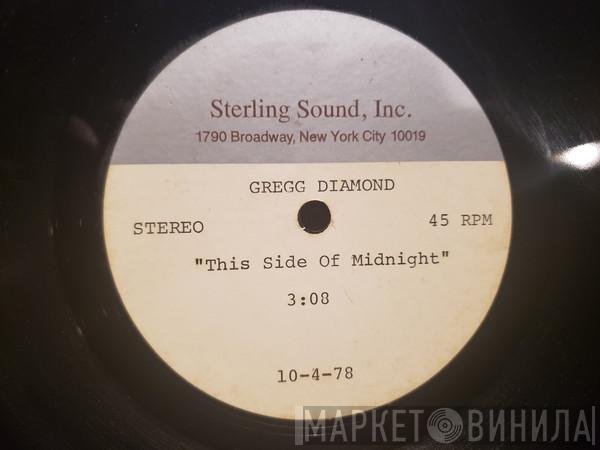 Sterling Sound, Inc.
1790 Broadway, New York City 10019
GREGG DIAMOND
STEREO 45 RPM
"This Side Of Midnight"
3:08
10-4-78
МАРКЕТ ВИНИЛА